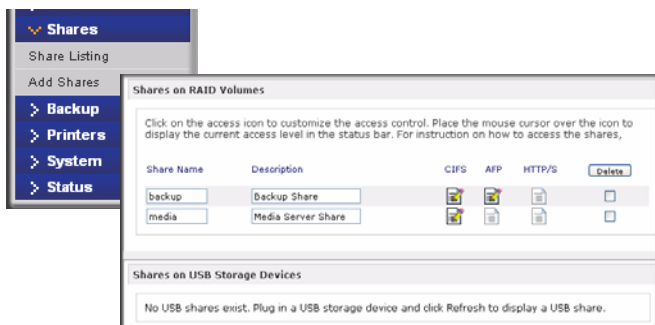 Shares
Share Listing
Add Shares
Backup
Printers
System
Status
Shares on RAID Volumes
Click on the access icon to customize the access control. Place the mouse cursor over the icon to
display the current access level in the status bar. For instruction on how to access the shares,
Share Name Description CIFS AFP HTTP/S Delete
backup Backup Share
media Media Server Share
Shares on USB Storage Devices
No USB shares exist. Plug in a USB storage device and click Refresh to display a USB share.